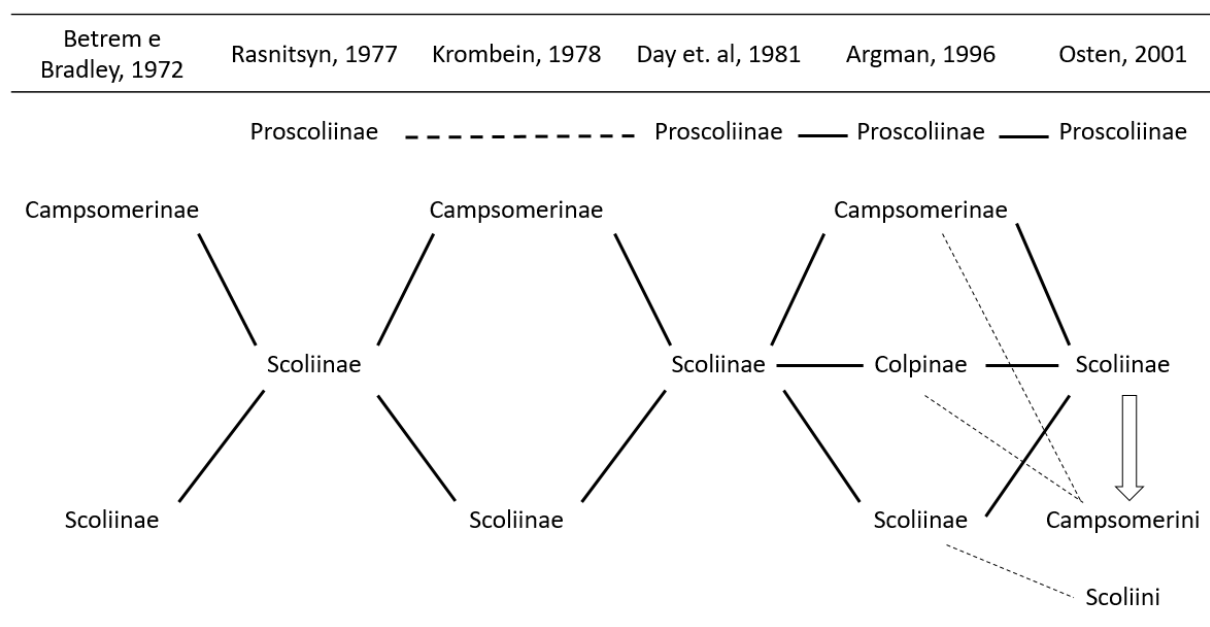 Betrem e
Bradley, 1972
Rasnitsyn, 1977
Krombein, 1978
Day et. al, 1981
Argman, 1996
Osten, 2001
Proscoliinae
Proscoliinae
Proscoliinae
Proscoliinae
Campsomerinae
Campsomerinae
Campsomerinae
Scoliinae
Scoliinae
Colpinae
Scoliinae
Scoliinae
Scoliinae
Scoliinae
Campsomerini
Scoliini